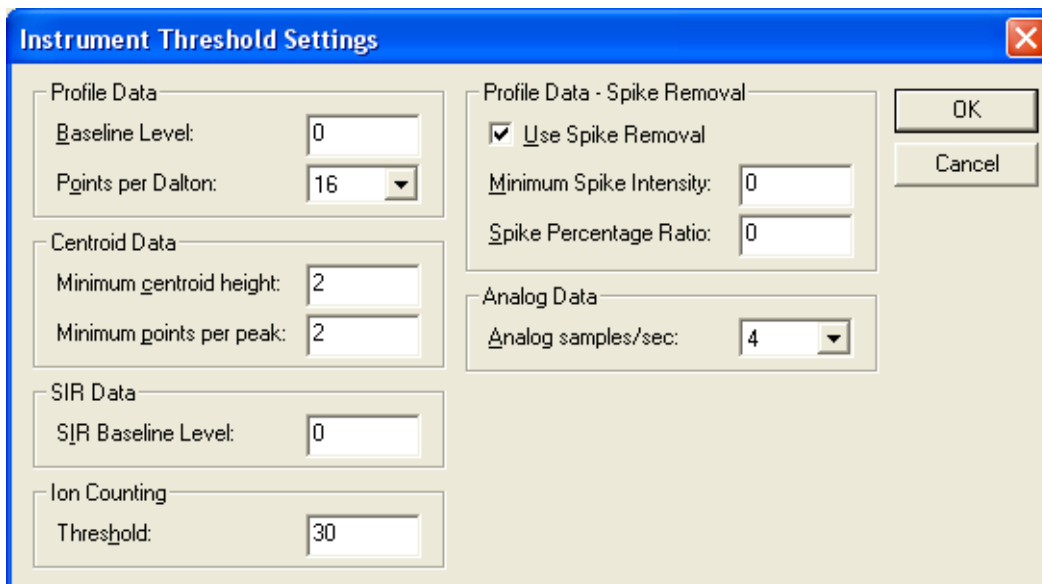 Instrument Threshold Settings
Profile Data
Baseline Level: 0
Points per Dalton: 16
Centroid Data
Minimum centroid height: 2
Minimum points per peak: 2
SIR Data
SIR Baseline Level: 0
Ion Counting
Threshold: 30
Profile Data - Spike Removal
Use Spike Removal
Minimum Spike Intensity: 0
Spike Percentage Ratio: 0
Analog Data
Analog samples/sec: 4
OK
Cancel